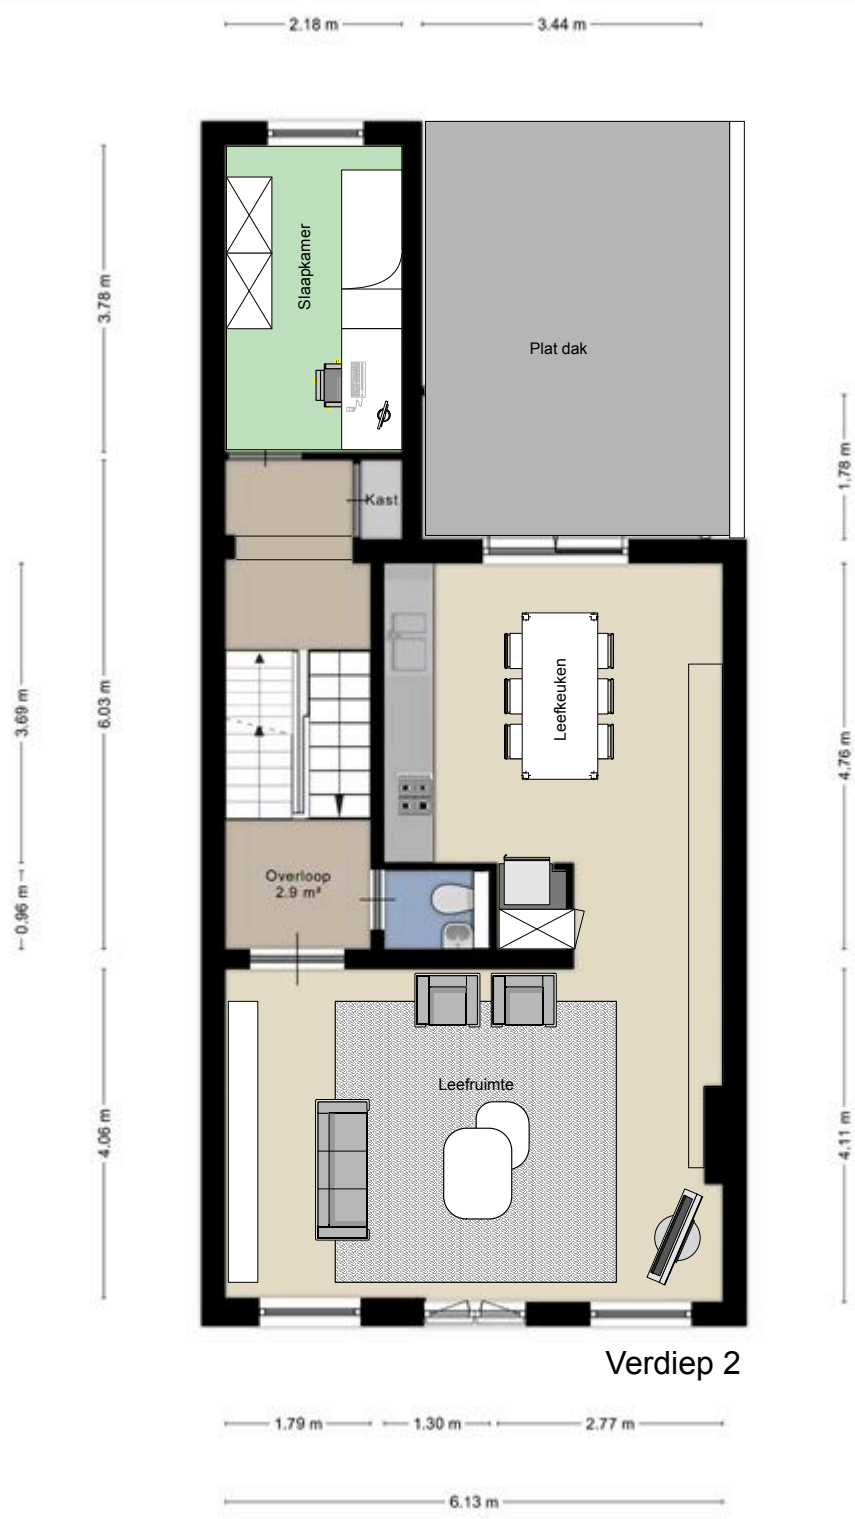 2.18 m
3.44 m
Slaapkamer
3.78 m
Plat dak
1.78 m
Kast
3.69 m
6.03 m
Leefkeuken
4.76 m
Overloop
2.9 m²
0.96 m
Leefruimte
4.06 m
4.11 m
Verdiep 2
1.79 m
1.30 m
2.77 m
6.13 m